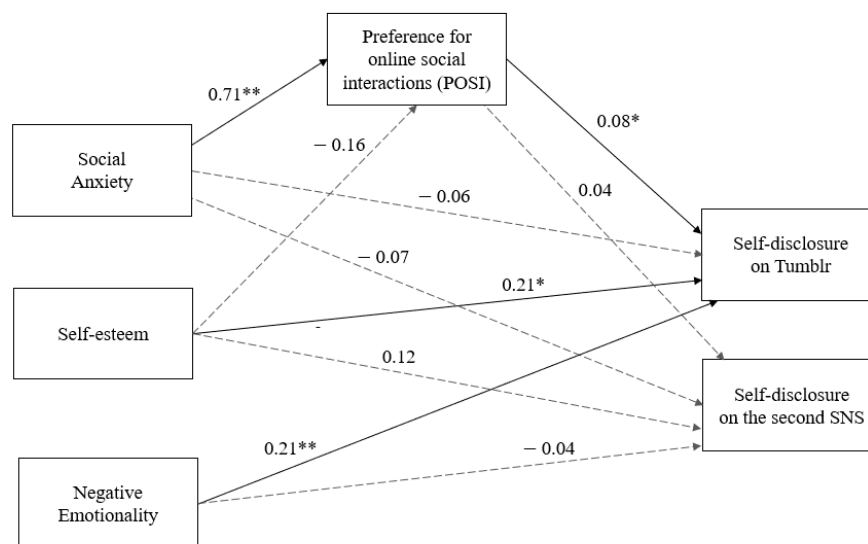 Preference for
online social
interactions (POSI)
0.71**
0.08*
Social
Anxiety
− 0.16
− 0.06
0.04
Self-disclosure
on Tumblr
− 0.07
0.21*
Self-esteem
-
0.12
Self-disclosure
on the second SNS
0.21**
− 0.04
Negative
Emotionality